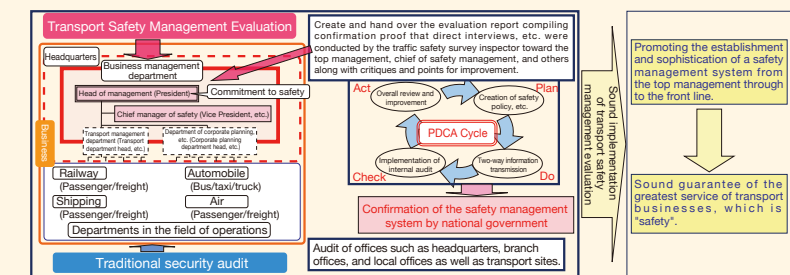 Transport Safety Management Evaluation
Headquarters
Business management
department
Head of management (President)
Commitment to safety
Chief manager of safety (Vice President, etc.)
Transport management
department (Transport
department head, etc.)
Department of corporate planning,
etc. (Corporate planning
department head, etc.)
Business
Railway
(Passenger/freight)
Automobile
(Bus/taxi/truck)
Shipping
(Passenger/freight)
Air
(Passenger/freight)
Departments in the field of operations
Traditional security audit
Create and hand over the evaluation report compiling
confirmation proof that direct interviews, etc. were
conducted by the traffic safety survey inspector toward the
top management, chief of safety management, and others
along with critiques and points for improvement.
Act
Plan
Overall review and
improvement
Creation of safety
policy, etc.
PDCA Cycle
Implementation of
internal audit
Two-way information
transmission
Check
Do
Confirmation of the safety management
system by national government
Audit of offices such as headquarters, branch
offices, and local offices as well as transport sites.
Sound implementation
of transport safety
management evaluation
Promoting the establishment
and sophistication of a safety
management system from
the top management through
to the front line.
Sound guarantee of the
greatest service of transport
businesses, which is
"safety".